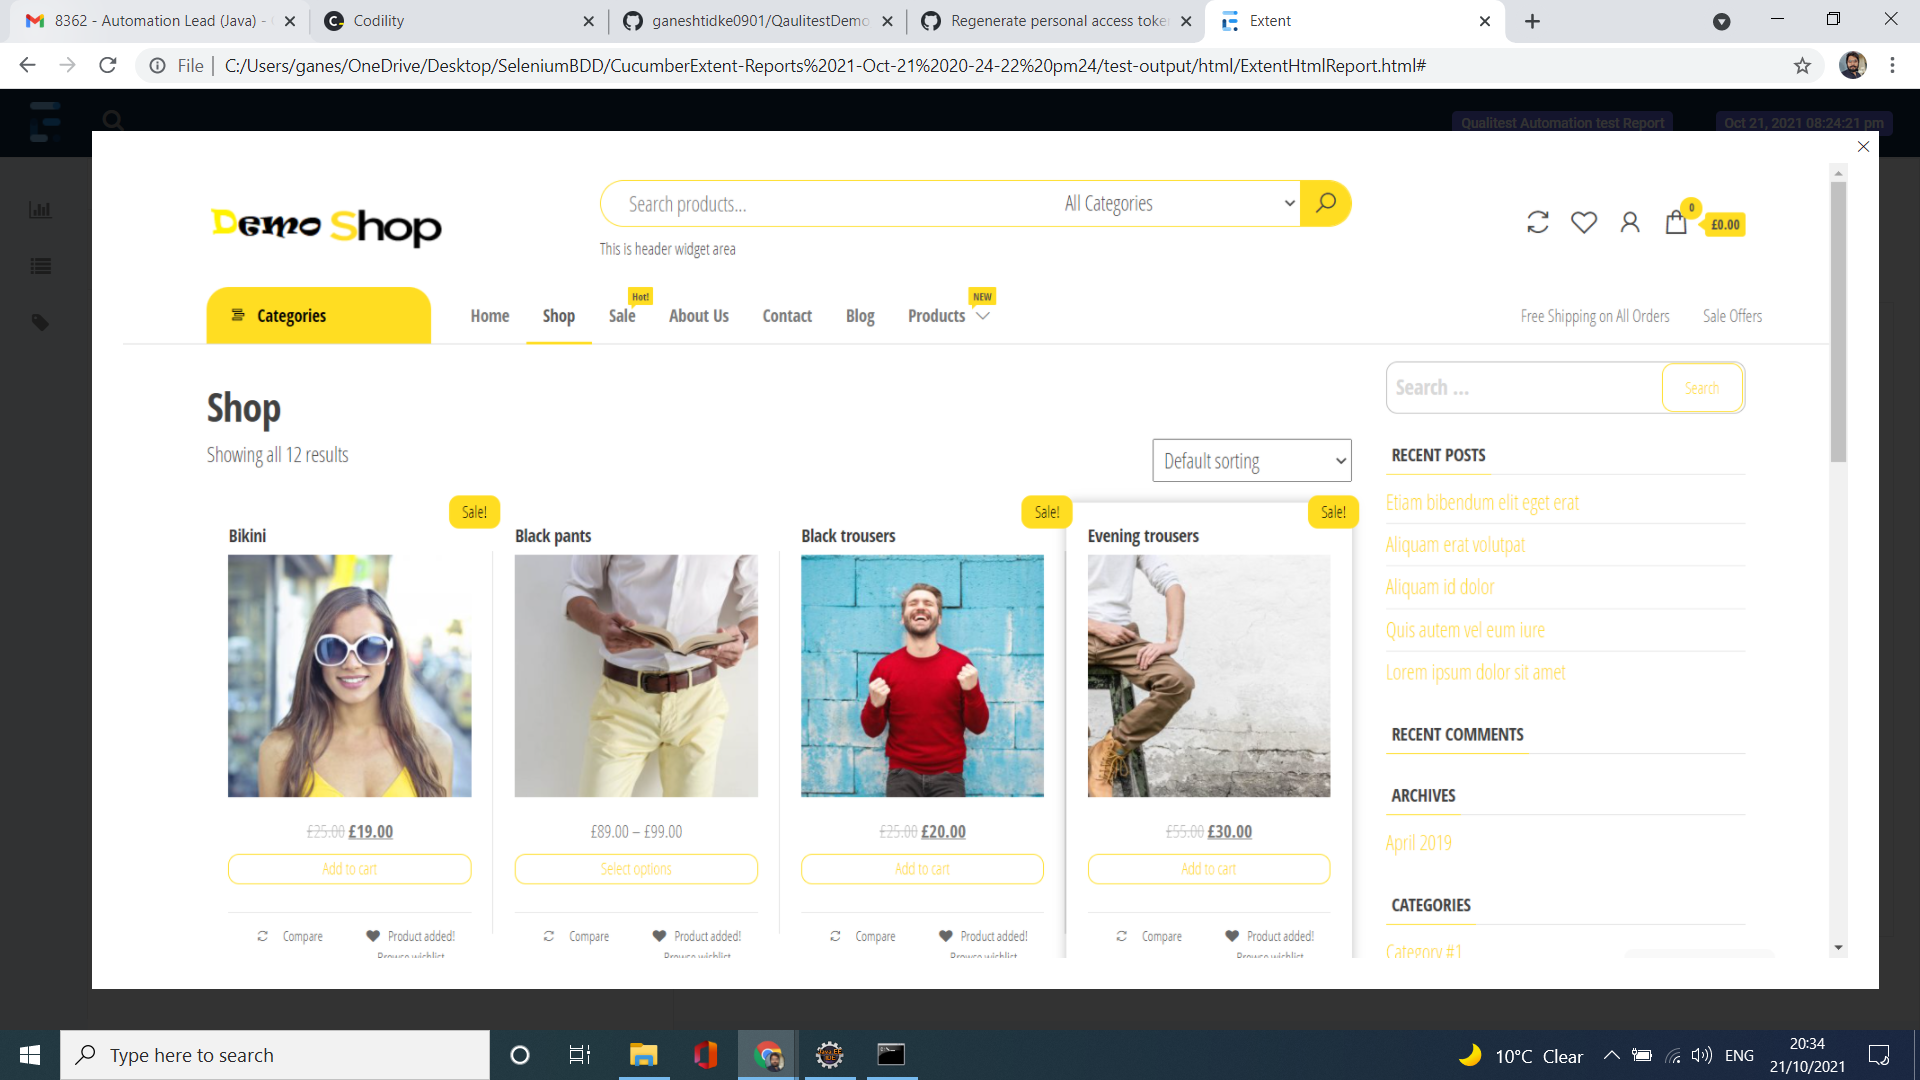 8362 - Automation Lead (Java) -
Codility
ganeshtidke0901/QaulitestDemo
Regenerate personal access toke
Extent
File
C:/Users/ganes/OneDrive/Desktop/SeleniumBDD/CucumberExtent-Reports%2021-Oct-21%2020-24-22%20pm24/test-output/html/ExtentHtmlReport.html#
Qualitest Automation test Report
Oct 21, 2021 08:24:21 pm
Demo Shop
Search products...
All Categories
0
£0.00
This is header widget area
Categories
Home
Shop
Sale
Hot!
About Us
Contact
Blog
Products
NEW
Free Shipping on All Orders
Sale Offers
Shop
Showing all 12 results
Default sorting
Sale!
Bikini
£25.00 £19.00
Add to cart
Compare
Product added!
Browse wishlist
Black pants
£89.00 – £99.00
Select options
Compare
Product added!
Browse wishlist
Sale!
Black trousers
£25.00 £20.00
Add to cart
Compare
Product added!
Browse wishlist
Sale!
Evening trousers
£55.00 £30.00
Add to cart
Compare
Product added!
Browse wishlist
Search ...
Search
RECENT POSTS
Etiam bibendum elit eget erat
Aliquam erat volutpat
Aliquam id dolor
Quis autem vel eum iure
Lorem ipsum dolor sit amet
RECENT COMMENTS
ARCHIVES
April 2019
CATEGORIES
Category #1
Type here to search
10°C Clear
ENG
20:34
21/10/2021